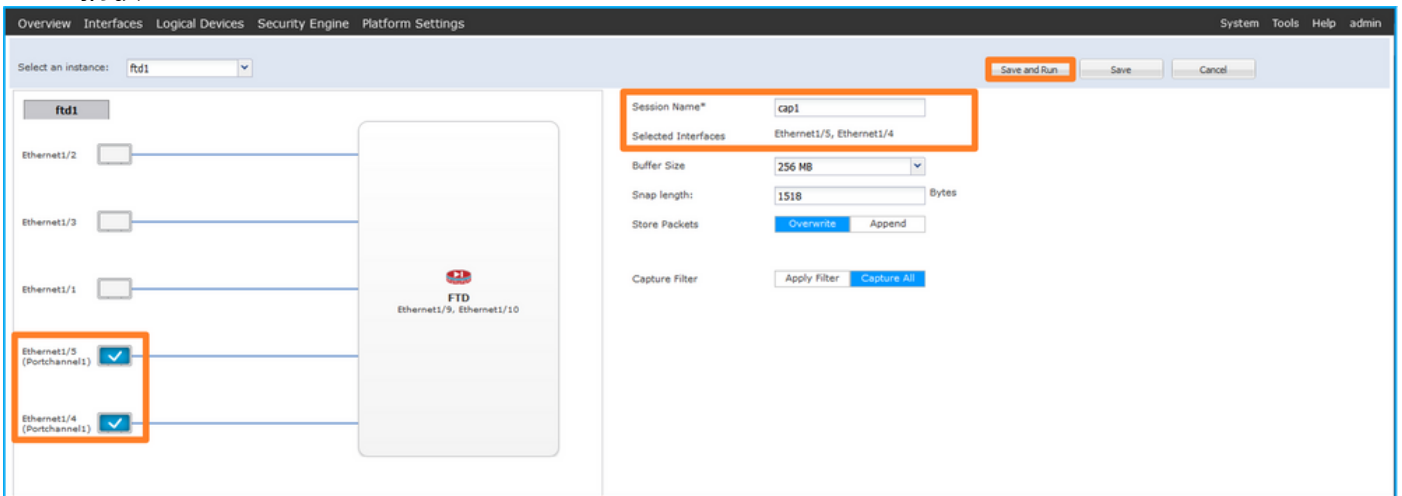 Overview Interfaces Logical Devices Security Engine Platform Settings System Tools Help admin
Select an instance: ftd1 Save and Run Save Cancel
ftd1
Ethernet1/2
Ethernet1/3
Ethernet1/1
Ethernet1/5
(Portchannel1)
Ethernet1/4
(Portchannel1)
FTD
Ethernet1/9, Ethernet1/10
Session Name* cap1
Selected Interfaces Ethernet1/5, Ethernet1/4
Buffer Size 256 MB
Snap length: 1518 Bytes
Store Packets Overwrite Append
Capture Filter Apply Filter Capture All